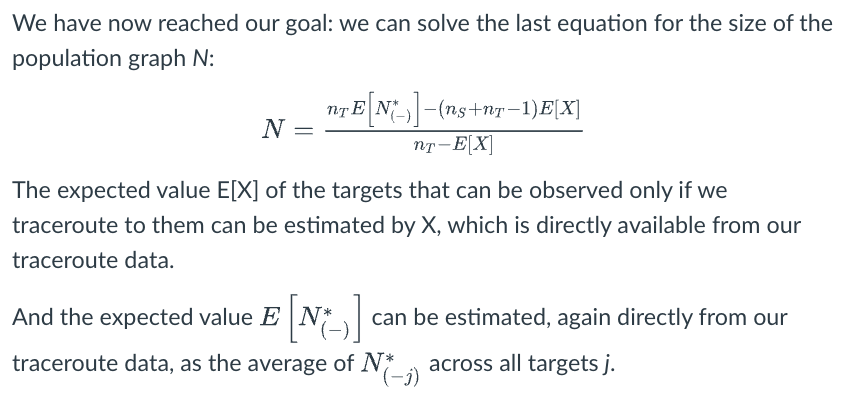 We have now reached our goal: we can solve the last equation for the size of the
population graph N:
N = \frac{n_T E[N^*_{(-)}]-(n_S+n_T-1)E[X]}{n_T-E[X]}
The expected value E[X] of the targets that can be observed only if we
traceroute to them can be estimated by X, which is directly available from our
traceroute data.
And the expected value E[N^*_{(-)}] can be estimated, again directly from our
traceroute data, as the average of N^*_{(-j)} across all targets j.